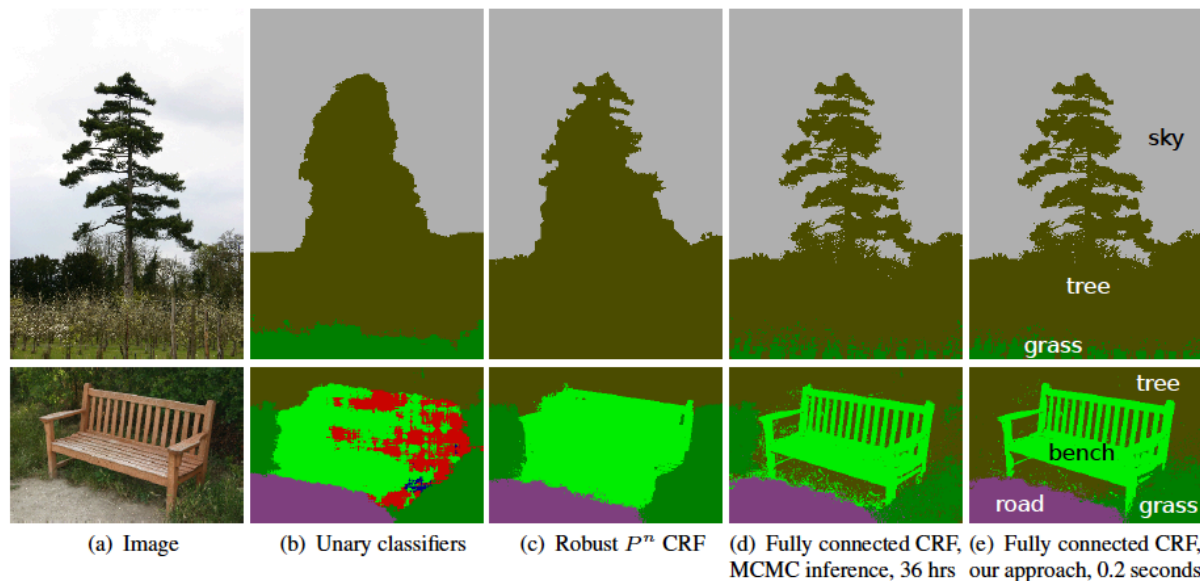 sky
tree
grass
tree
bench
road
grass
(a) Image
(b) Unary classifiers
(c) Robust Pⁿ CRF
(d) Fully connected CRF,
MCMC inference, 36 hrs
(e) Fully connected CRF,
our approach, 0.2 seconds